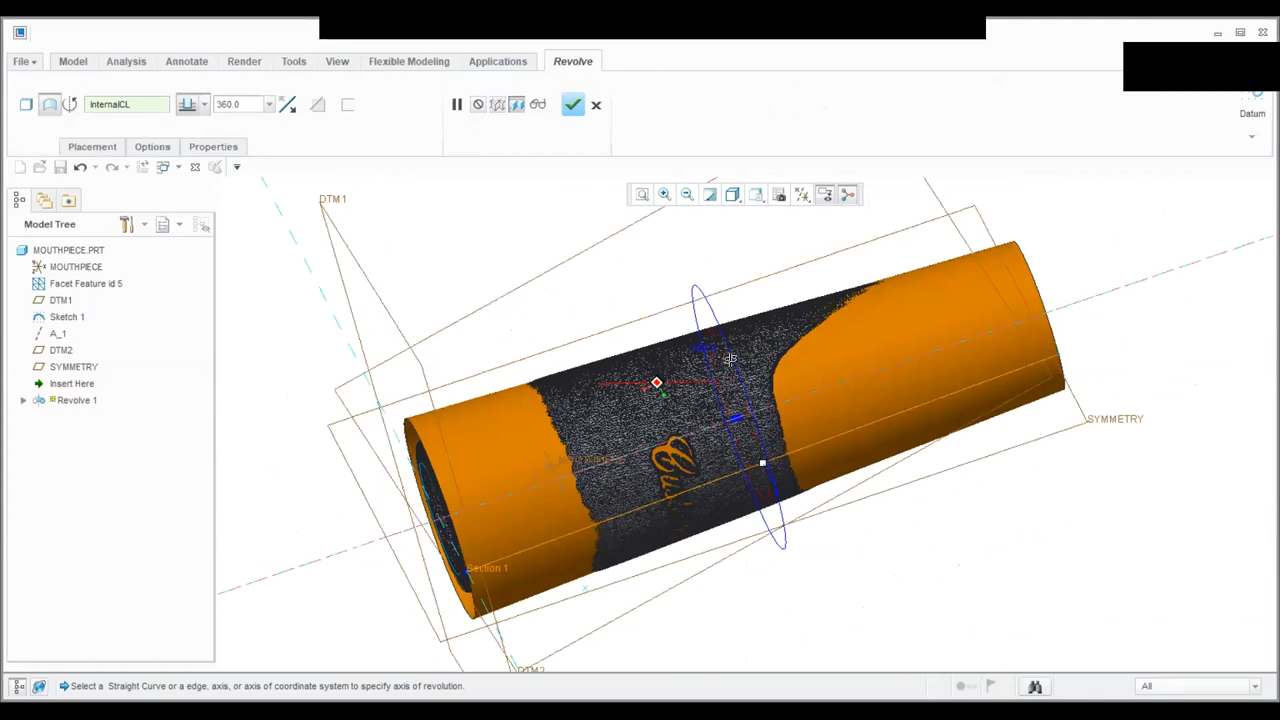 File Model Analysis Annotate Render Tools View Flexible Modeling Applications Revolve
InternalCL 360.0
Datum
Placement Options Properties
Model Tree
MOUTHPIECE.PRT
MOUTHPIECE
Facet Feature id 5
DTM1
Sketch 1
A_1
DTM2
SYMMETRY
Insert Here
Revolve 1
DTM1
SYMMETRY
Section 1
DTM2
Select a Straight Curve or a edge, axis, or axis of coordinate system to specify axis of revolution.
All